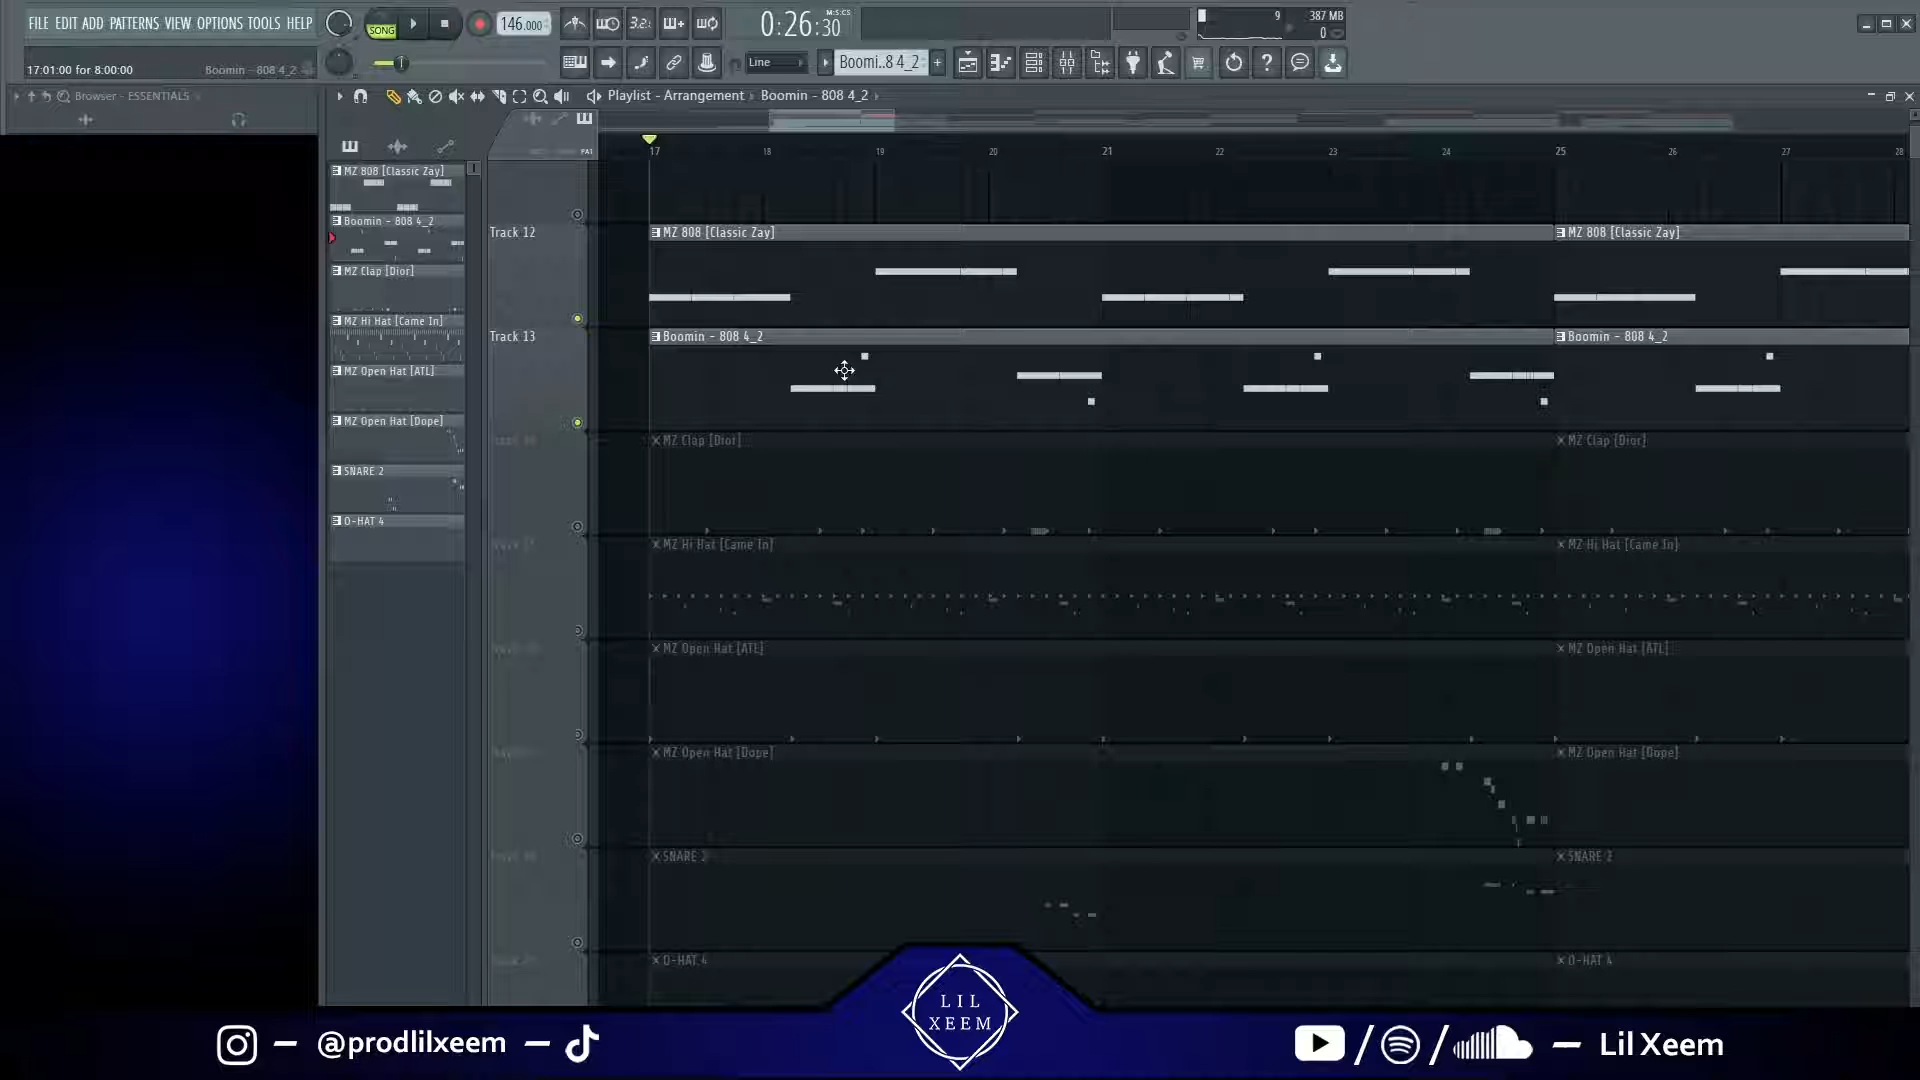 FILE EDIT ADD PATTERNS VIEW OPTIONS TOOLS HELP
SONG
146.000
3.2:
0:26:30
M:S:CS
9
387 MB
0
17:01:00 for 8:00:00
Boomin - 808 4_2
Line
Boomi..8 4_2
+
Browser - ESSENTIALS
Playlist - Arrangement
Boomin - 808 4_2
PAT
17 18 19 20 21 22 23 24 25 26 27 28
MZ 808 [Classic Zay]
Boomin - 808 4_2
MZ Clap [Dior]
MZ Hi Hat [Came In]
MZ Open Hat [ATL]
MZ Open Hat [Dope]
SNARE 2
O-HAT 4
Track 12
MZ 808 [Classic Zay]
MZ 808 [Classic Zay]
Track 13
Boomin - 808 4_2
Boomin - 808 4_2
MZ Clap [Dior]
MZ Clap [Dior]
MZ Hi Hat [Came In]
MZ Hi Hat [Came In]
MZ Open Hat [ATL]
MZ Open Hat [ATL]
MZ Open Hat [Dope]
MZ Open Hat [Dope]
SNARE 2
SNARE 2
O-HAT 4
O-HAT 4
LIL
XEEM
— @prodlilxeem —
/ / — Lil Xeem